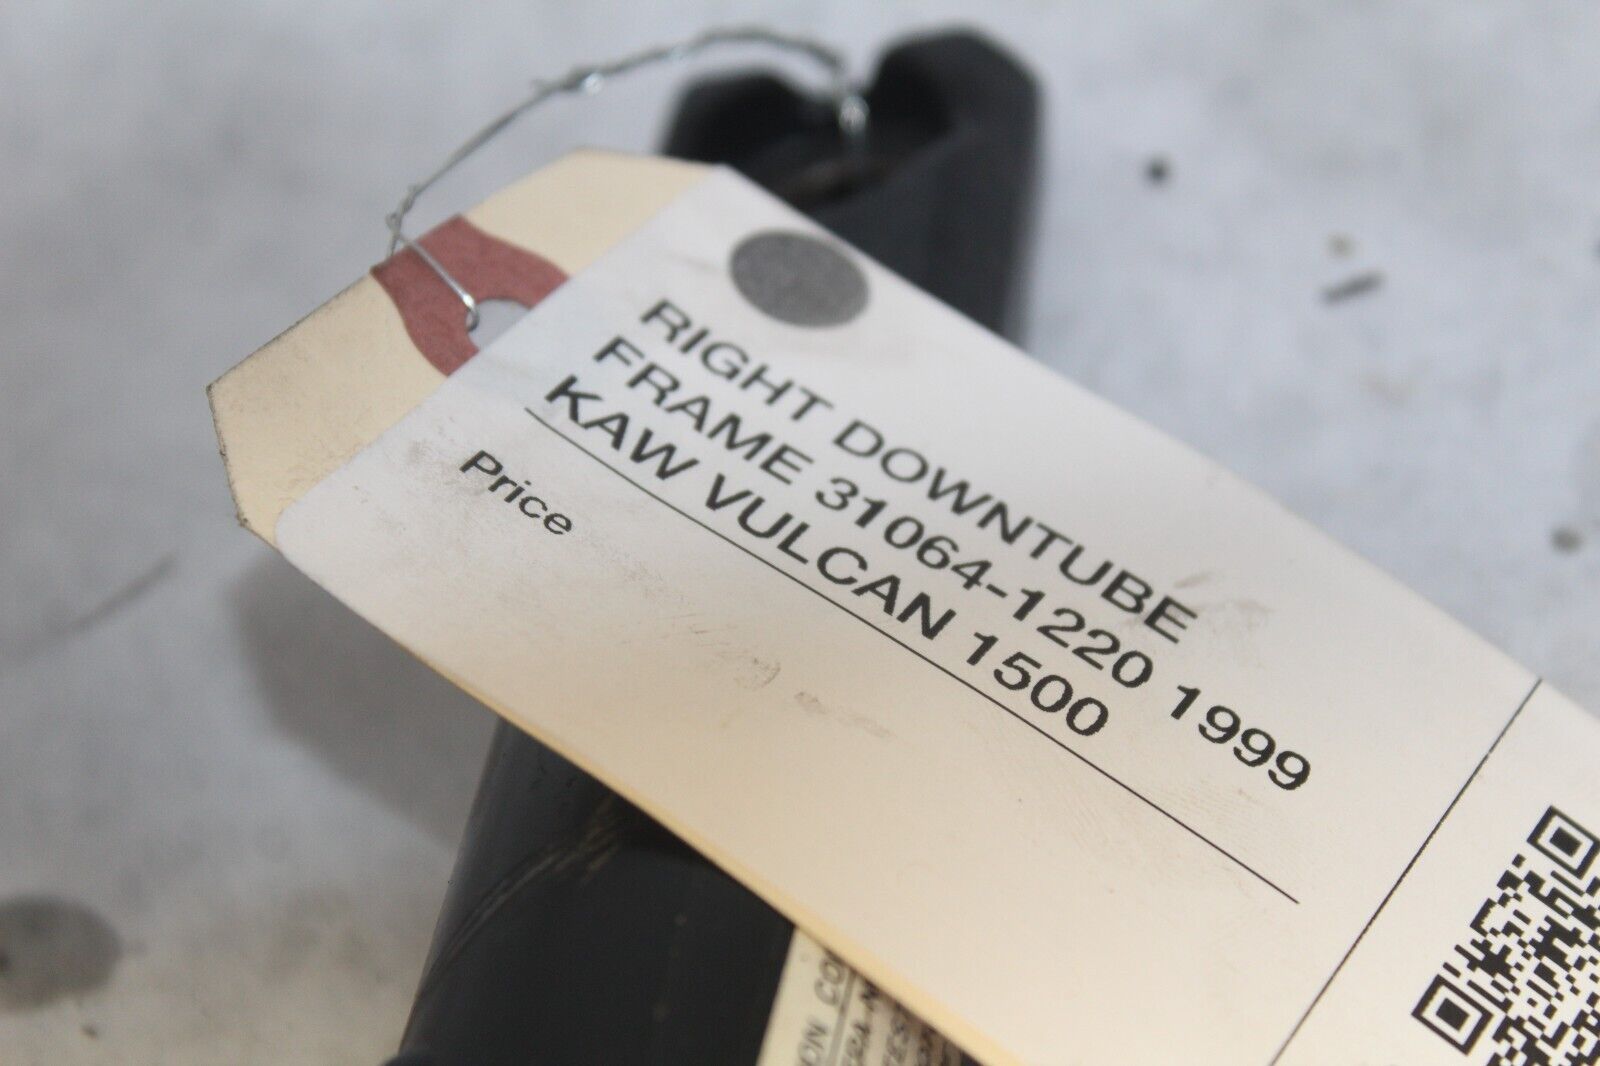 RIGHT DOWNTUBE
FRAME 31064-1220 1999
KAW VULCAN 1500
Price